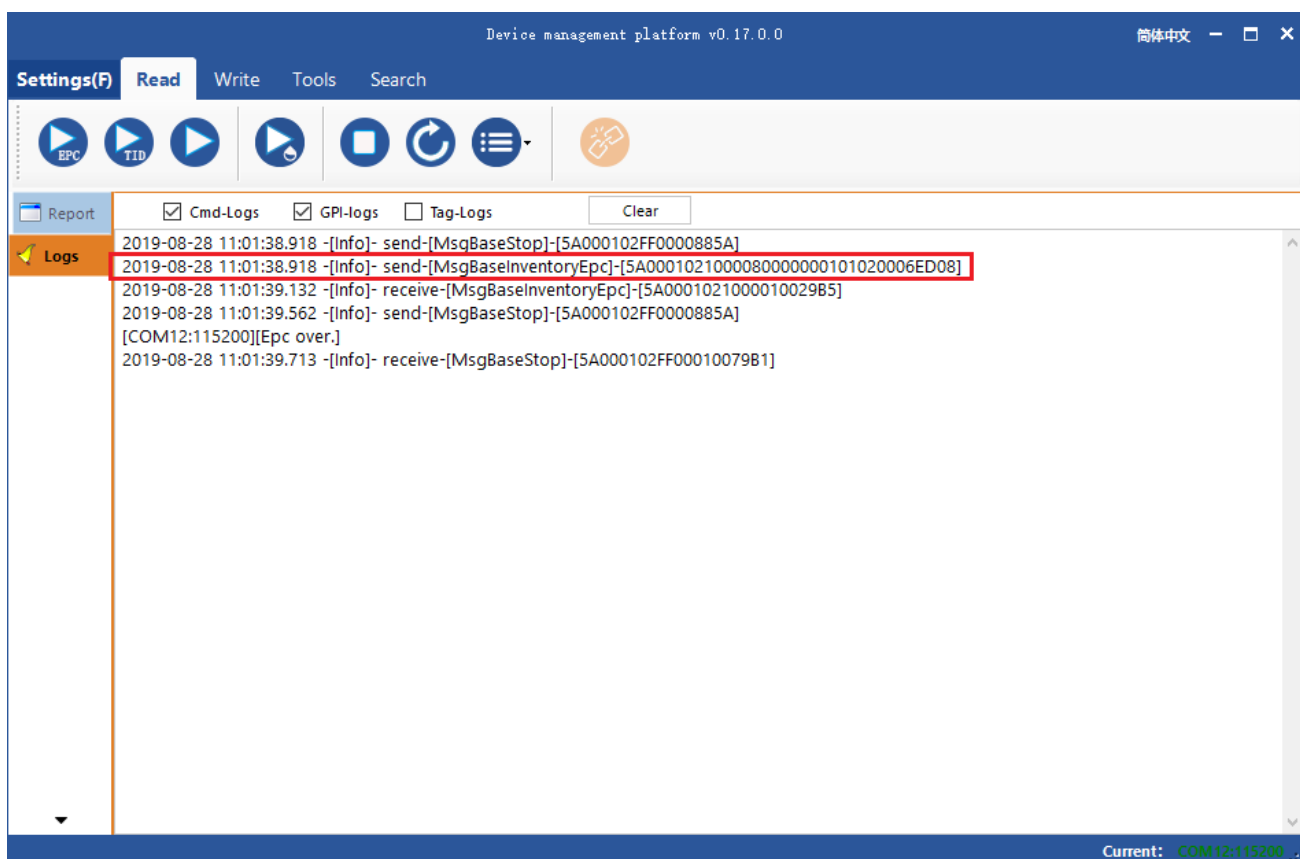 Device management platform v0.17.0.0
简体中文
Settings(F) Read Write Tools Search
EPC TID
Report
Cmd-Logs GPI-logs Tag-Logs Clear
Logs
2019-08-28 11:01:38.918 -[Info]- send-[MsgBaseStop]-[5A000102FF0000885A]
2019-08-28 11:01:38.918 -[Info]- send-[MsgBaseInventoryEpc]-[5A0001021000080000000101020006ED08]
2019-08-28 11:01:39.132 -[Info]- receive-[MsgBaseInventoryEpc]-[5A0001021000010029B5]
2019-08-28 11:01:39.562 -[Info]- send-[MsgBaseStop]-[5A000102FF0000885A]
[COM12:115200][Epc over.]
2019-08-28 11:01:39.713 -[Info]- receive-[MsgBaseStop]-[5A000102FF00010079B1]
Current: COM12:115200